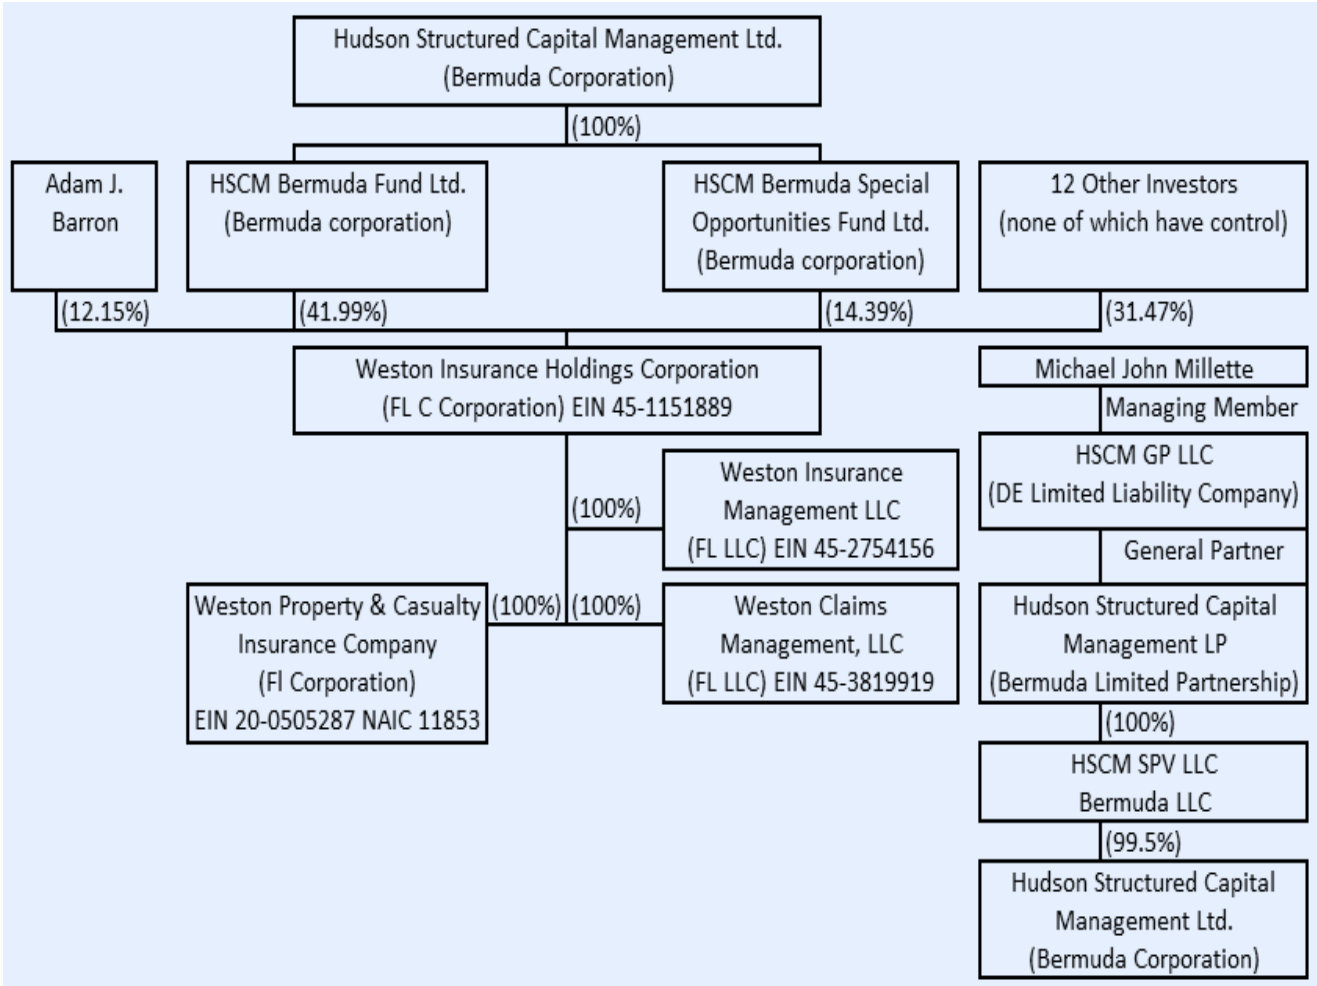 Hudson Structured Capital Management Ltd.
(Bermuda Corporation)
(100%)
Adam J.
Barron
HSCM Bermuda Fund Ltd.
(Bermuda corporation)
HSCM Bermuda Special
Opportunities Fund Ltd.
(Bermuda corporation)
12 Other Investors
(none of which have control)
(12.15%)
(41.99%)
(14.39%)
(31.47%)
Weston Insurance Holdings Corporation
(FL C Corporation) EIN 45-1151889
(100%)
Weston Insurance
Management LLC
(FL LLC) EIN 45-2754156
Weston Property & Casualty
Insurance Company
(Fl Corporation)
EIN 20-0505287 NAIC 11853
(100%)
(100%)
Weston Claims
Management, LLC
(FL LLC) EIN 45-3819919
Michael John Millette
Managing Member
HSCM GP LLC
(DE Limited Liability Company)
General Partner
Hudson Structured Capital
Management LP
(Bermuda Limited Partnership)
(100%)
HSCM SPV LLC
Bermuda LLC
(99.5%)
Hudson Structured Capital
Management Ltd.
(Bermuda Corporation)